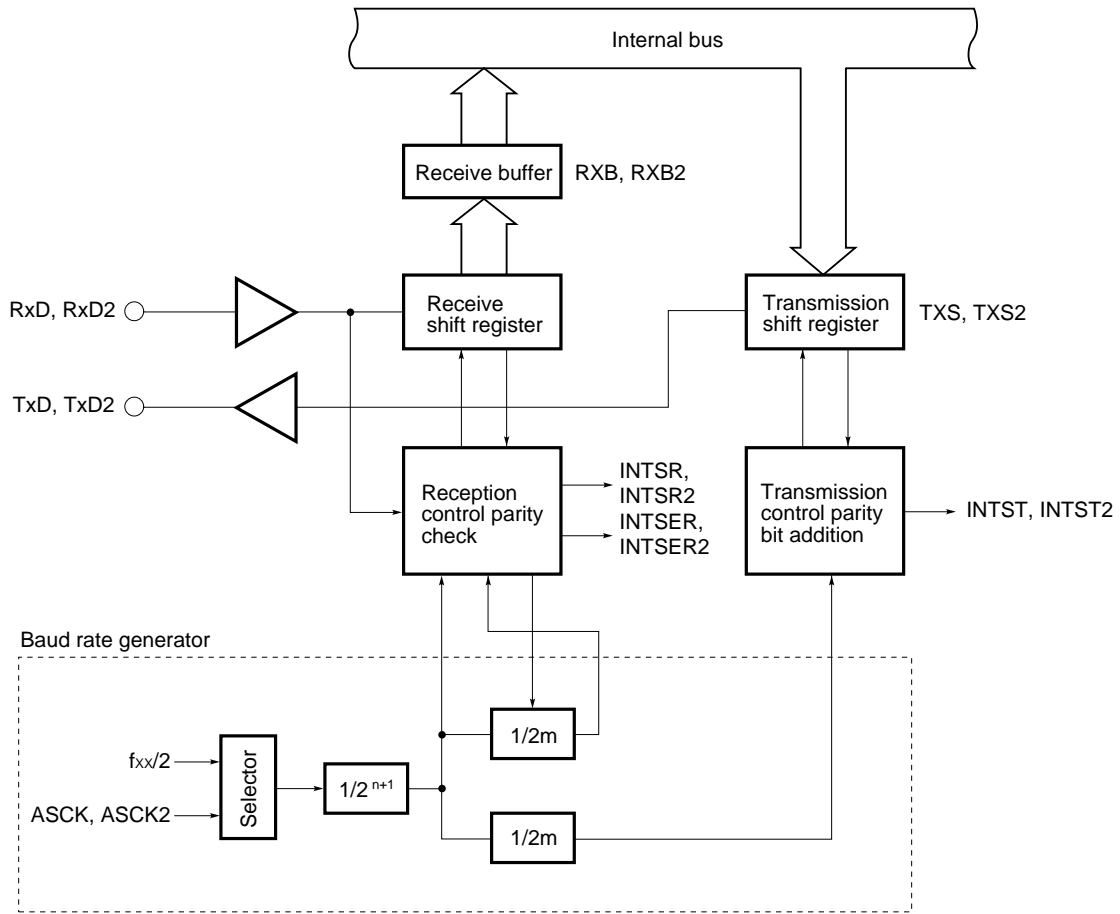 Internal bus
Receive buffer
RXB, RXB2
RxD, RxD2
Receive
shift register
Transmission
shift register
TXS, TXS2
TxD, TxD2
Reception
control parity
check
INTSR,
INTSR2
INTSER,
INTSER2
Transmission
control parity
bit addition
INTST, INTST2
Baud rate generator
1/2m
fxx/2
Selector
1/2 n+1
ASCK, ASCK2
1/2m